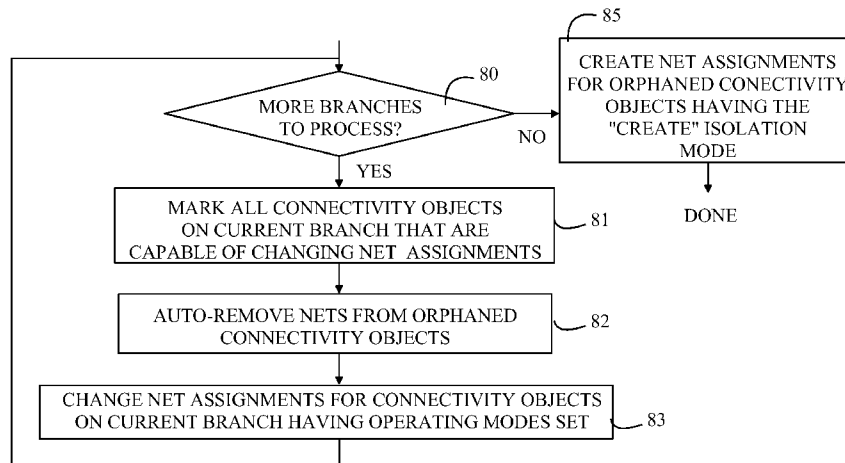 85
CREATE NET ASSIGNMENTS
FOR ORPHANED CONECTIVITY
OBJECTS HAVING THE
"CREATE" ISOLATION
MODE
80
MORE BRANCHES
TO PROCESS?
NO
YES
DONE
MARK ALL CONNECTIVITY OBJECTS
ON CURRENT BRANCH THAT ARE
CAPABLE OF CHANGING NET ASSIGNMENTS
81
AUTO-REMOVE NETS FROM ORPHANED
CONNECTIVITY OBJECTS
82
CHANGE NET ASSIGNMENTS FOR CONNECTIVITY OBJECTS
ON CURRENT BRANCH HAVING OPERATING MODES SET
83